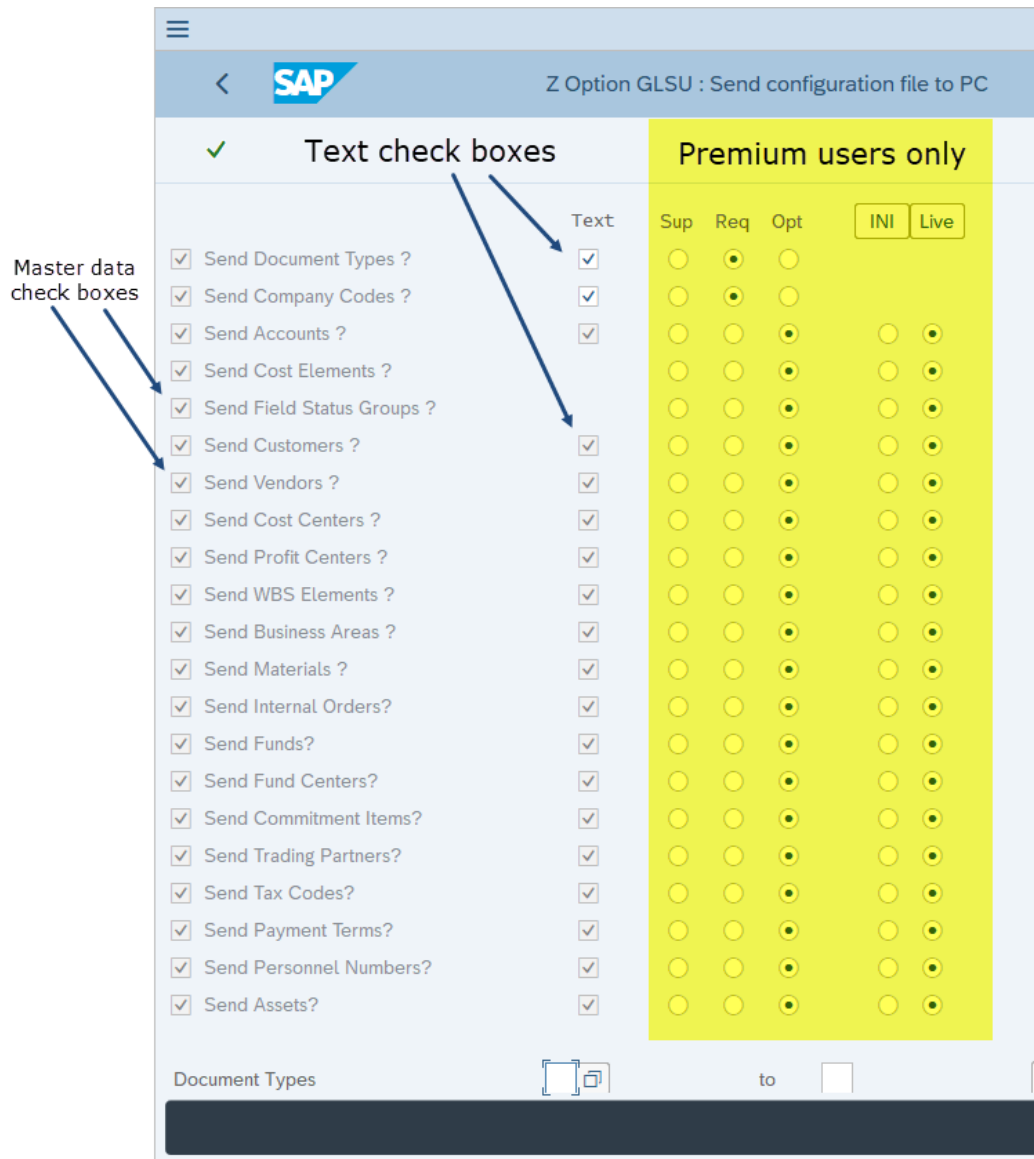 SAP
Z Option GLSU : Send configuration file to PC
Text check boxes
Premium users only
Text Sup Req Opt INI Live
Master data
check boxes
Send Document Types ?
Send Company Codes ?
Send Accounts ?
Send Cost Elements ?
Send Field Status Groups ?
Send Customers ?
Send Vendors ?
Send Cost Centers ?
Send Profit Centers ?
Send WBS Elements ?
Send Business Areas ?
Send Materials ?
Send Internal Orders?
Send Funds?
Send Fund Centers?
Send Commitment Items?
Send Trading Partners?
Send Tax Codes?
Send Payment Terms?
Send Personnel Numbers?
Send Assets?
Document Types to